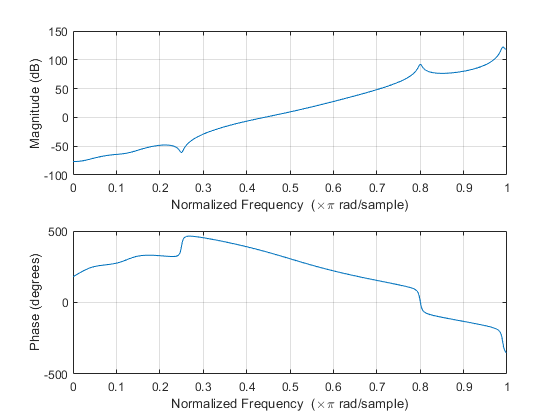 150
100
50
0
-50
-100
Magnitude (dB)
0 0.1 0.2 0.3 0.4 0.5 0.6 0.7 0.8 0.9 1
Normalized Frequency (×π rad/sample)
500
0
-500
Phase (degrees)
0 0.1 0.2 0.3 0.4 0.5 0.6 0.7 0.8 0.9 1
Normalized Frequency (×π rad/sample)